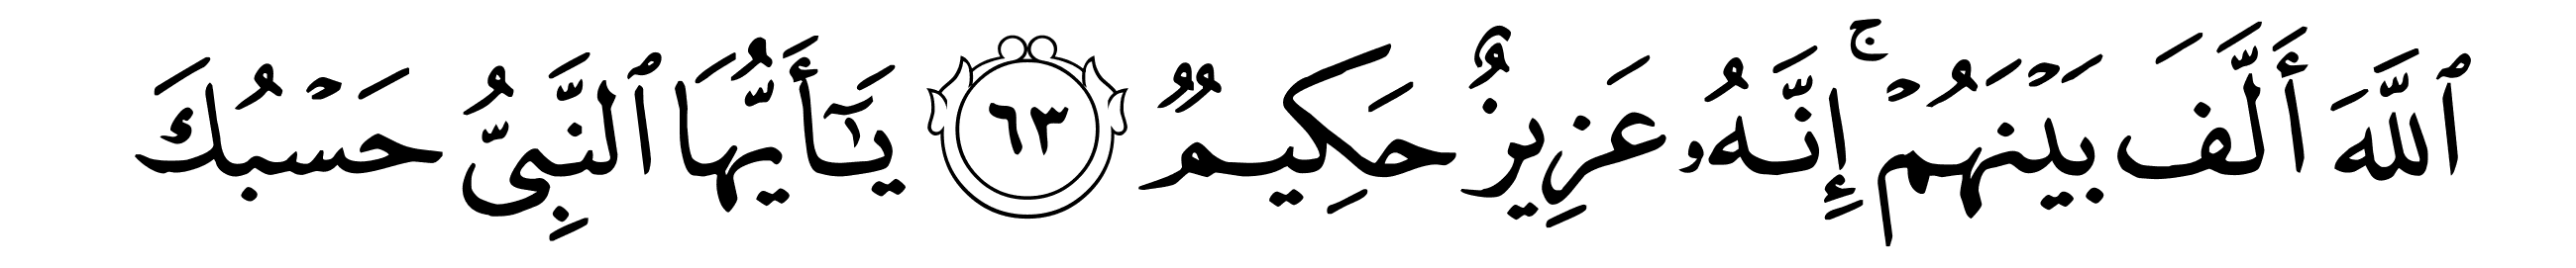 ٱللَّهَ أَلَّفَ بَيْنَهُمْ ۚ إِنَّهُۥ عَزِيزٌ حَكِيمٌ ٦٣ يَـٰٓأَيُّهَا ٱلنَّبِىُّ حَسْبُكَ